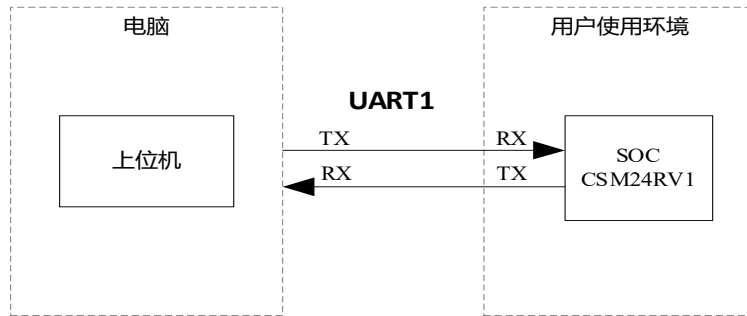 电脑
用户使用环境
UART1
TX
RX
上位机
SOC
CSM24RV1
RX
TX